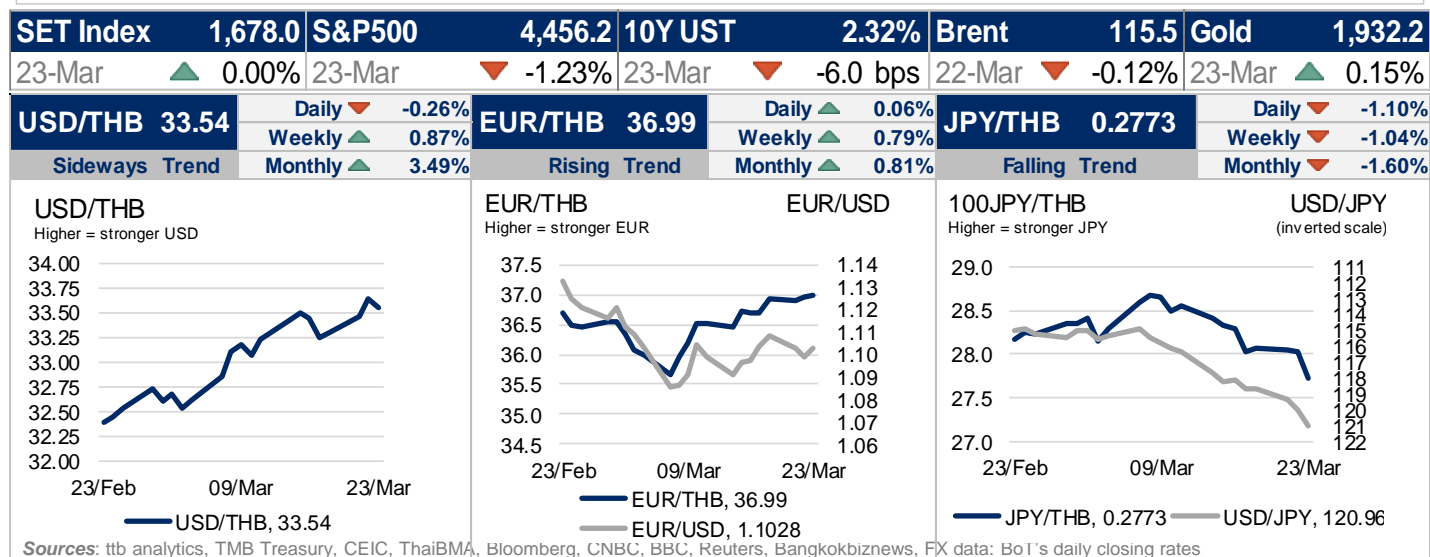 SET Index 1,678.0 S&P500 4,456.2 10Y UST 2.32% Brent 115.5 Gold 1,932.2
23-Mar 0.00% 23-Mar -1.23% 23-Mar -6.0 bps 22-Mar -0.12% 23-Mar 0.15%
USD/THB 33.54
Daily -0.26%
Weekly 0.87%
Sideways Trend Monthly 3.49%
EUR/THB 36.99
Daily 0.06%
Weekly 0.79%
Rising Trend Monthly 0.81%
JPY/THB 0.2773
Daily -1.10%
Weekly -1.04%
Falling Trend Monthly -1.60%
USD/THB
Higher = stronger USD
34.00
33.75
33.50
33.25
33.00
32.75
32.50
32.25
32.00
23/Feb 09/Mar 23/Mar
USD/THB, 33.54
EUR/THB EUR/USD
Higher = stronger EUR
37.5
37.0
36.5
36.0
35.5
35.0
34.5
1.14
1.13
1.12
1.11
1.10
1.09
1.08
1.07
1.06
23/Feb 09/Mar 23/Mar
EUR/THB, 36.99
EUR/USD, 1.1028
100JPY/THB USD/JPY
Higher = stronger JPY (inverted scale)
29.0
28.5
28.0
27.5
27.0
111
112
113
114
115
116
117
118
119
120
121
122
23/Feb 09/Mar 23/Mar
JPY/THB, 0.2773 USD/JPY, 120.96
Sources: ttb analytics, TMB Treasury, CEIC, ThaiBMA, Bloomberg, CNBC, BBC, Reuters, Bangkokbiznews, FX data: BoT's daily closing rates